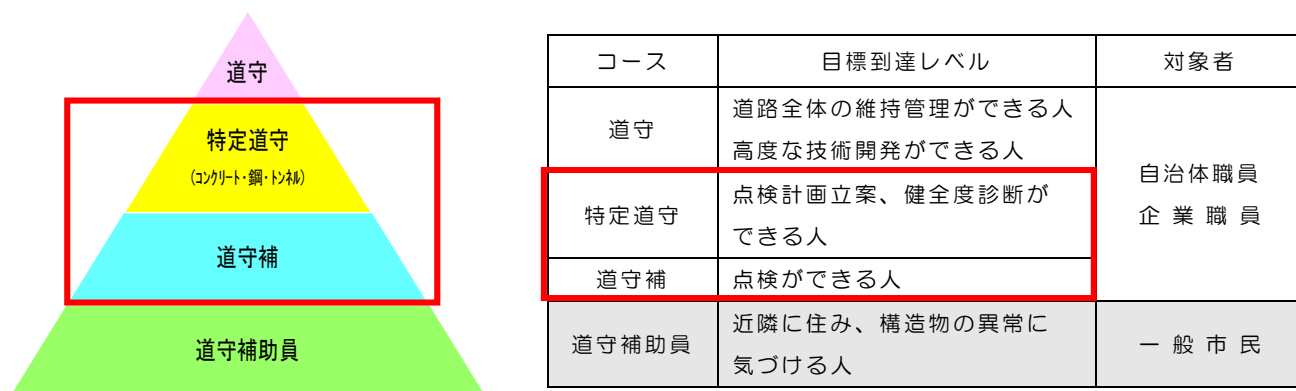 道守
特定道守
(コンクリート・鋼・トンネル)
道守補
道守補助員
コース
目標到達レベル
対象者
道守
道路全体の維持管理ができる人
高度な技術開発ができる人
自治体職員
企業職員
特定道守
点検計画立案、健全度診断が
できる人
道守補
点検ができる人
道守補助員
近隣に住み、構造物の異常に
気づける人
一般市民